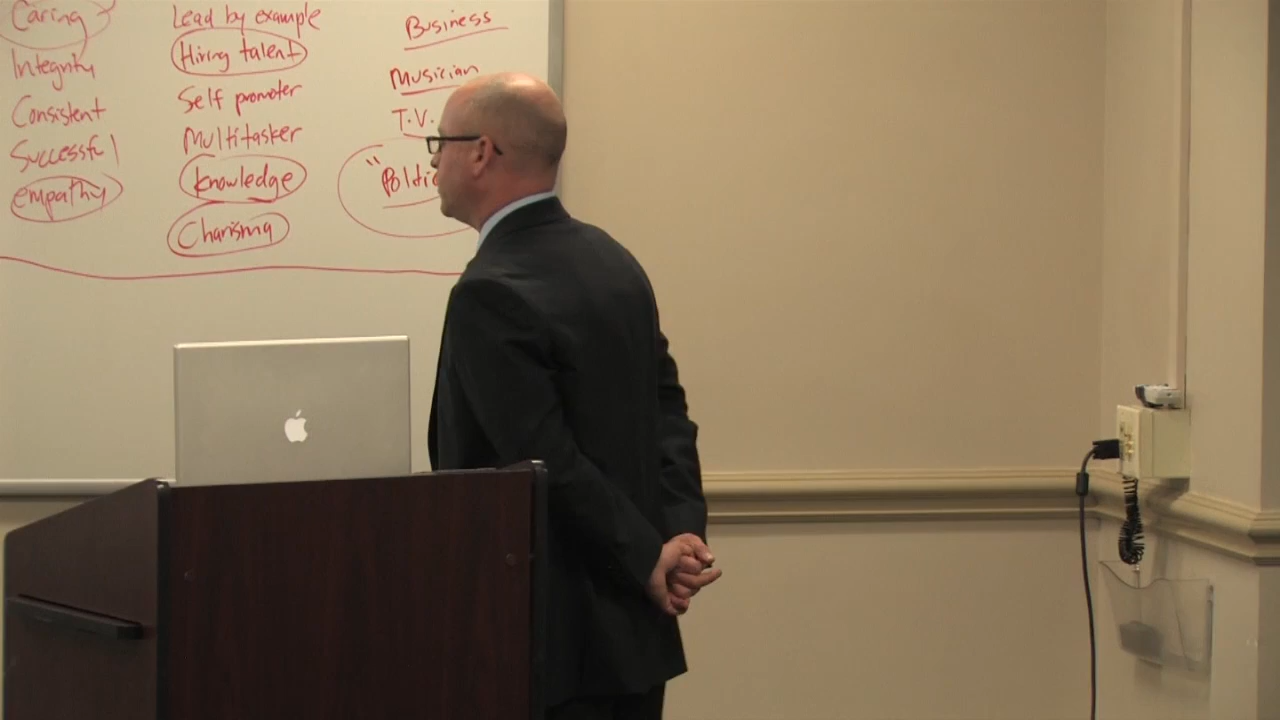 Caring
Integrity
Consistent
Successful
empathy
Lead by example
Hiring talent
Self promoter
Multitasker
Knowledge
Charisma
Business
Musician
T.V.